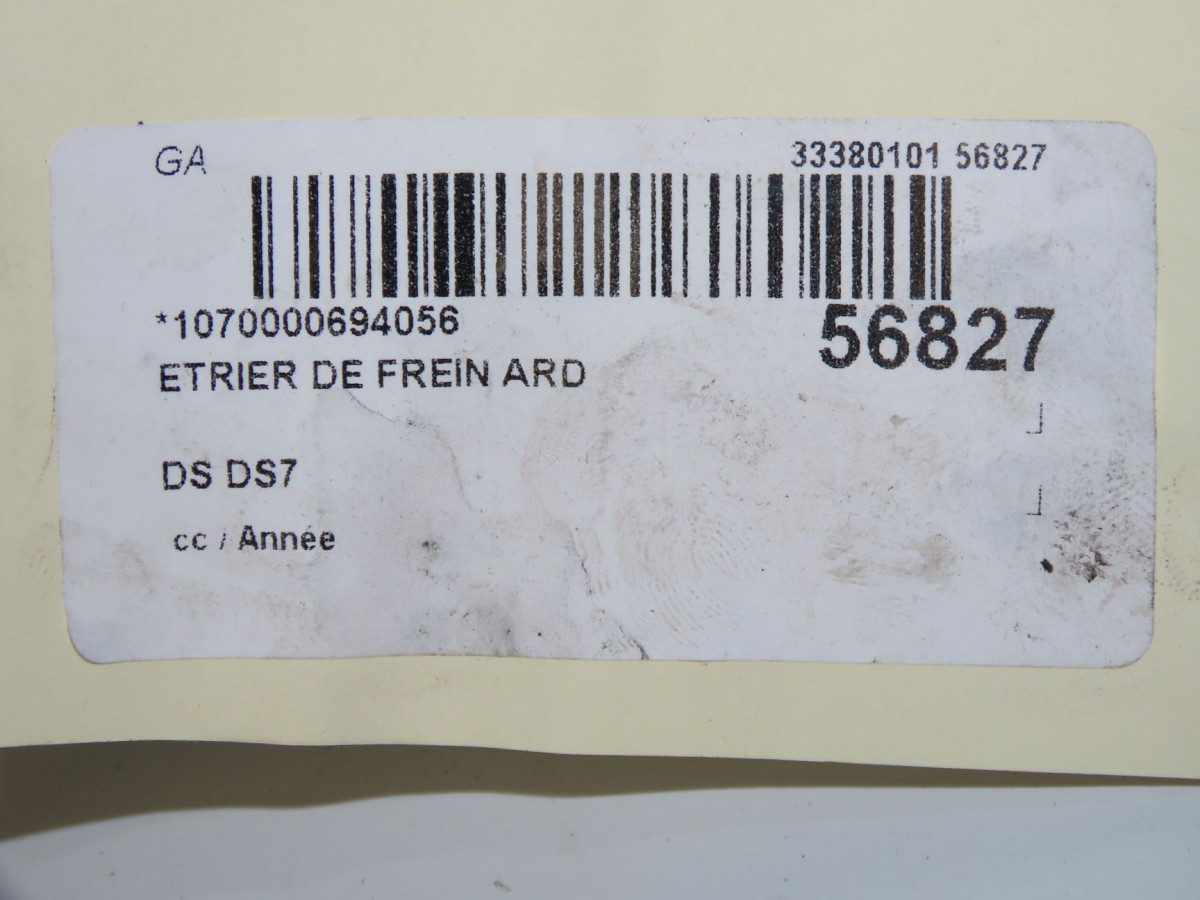 GA
33380101 56827
*1070000694056
56827
ETRIER DE FREIN ARD
DS DS7
cc / Année